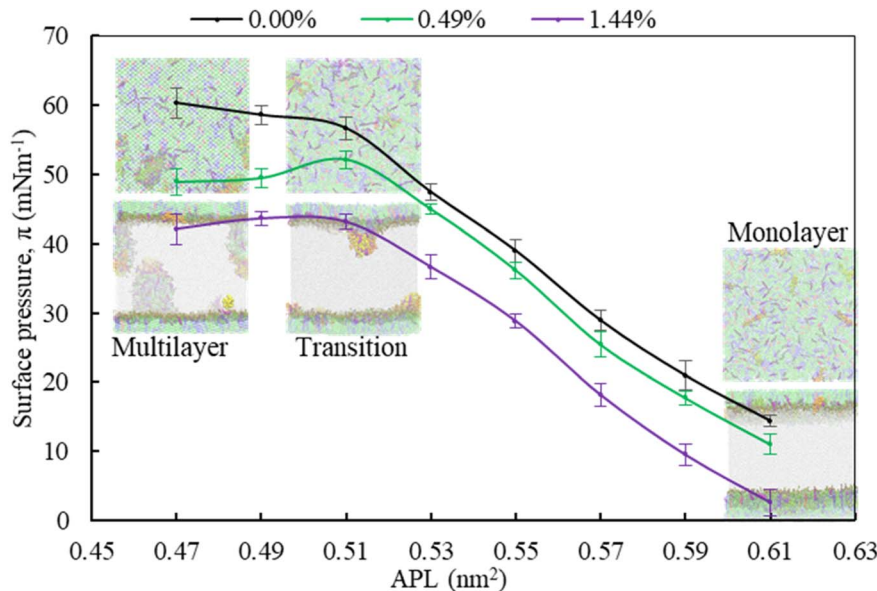 0.00% 0.49% 1.44%
70
60
50
40
30
20
10
0
Surface pressure, π (mNm⁻¹)
Monolayer
Multilayer Transition
0.45 0.47 0.49 0.51 0.53 0.55 0.57 0.59 0.61 0.63
APL (nm²)